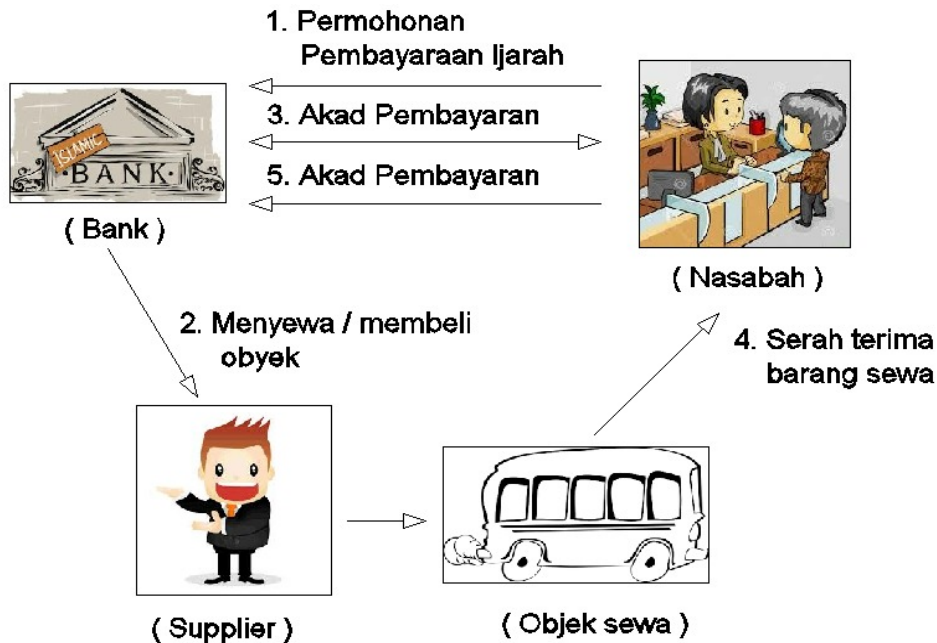 1. Permohonan
Pembayaraan Ijarah
3. Akad Pembayaran
5. Akad Pembayaran
ISLAMIC
BANK
( Bank )
( Nasabah )
2. Menyewa / membeli
obyek
4. Serah terima
barang sewa
( Supplier )
( Objek sewa )